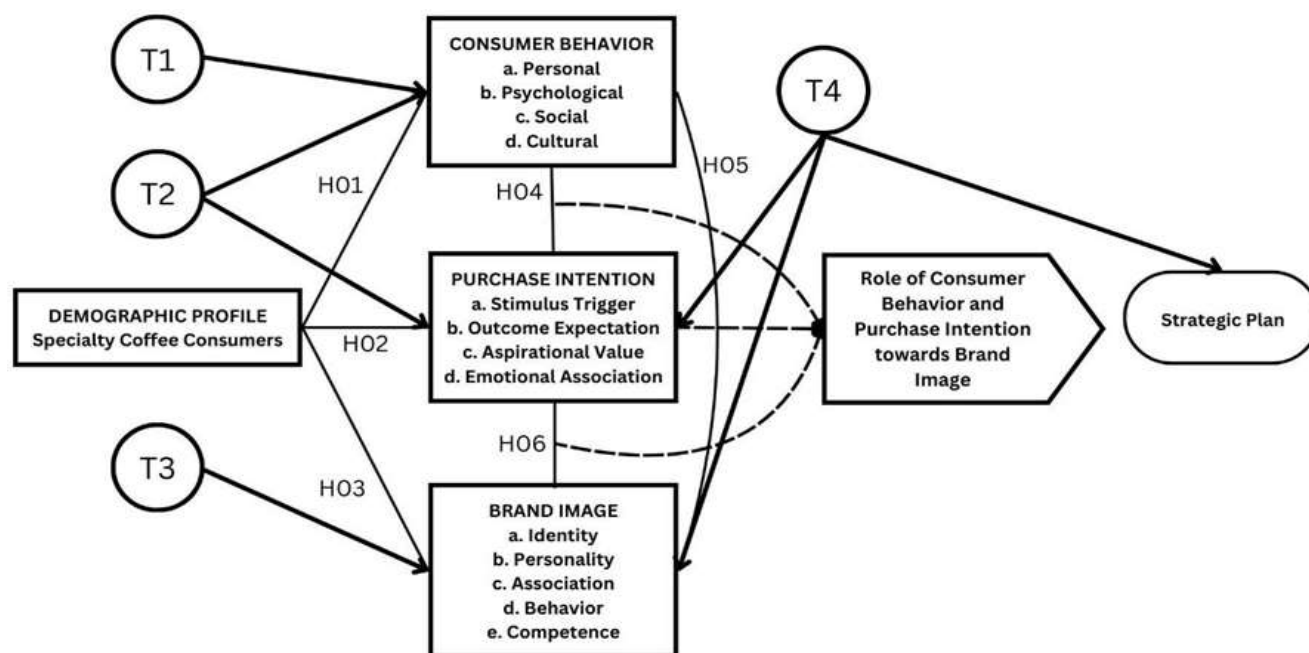 T1
CONSUMER BEHAVIOR
a. Personal
b. Psychological
c. Social
d. Cultural
T4
T2
H01
H04
H05
DEMOGRAPHIC PROFILE
Specialty Coffee Consumers
H02
PURCHASE INTENTION
a. Stimulus Trigger
b. Outcome Expectation
c. Aspirational Value
d. Emotional Association
Role of Consumer
Behavior and
Purchase Intention
towards Brand
Image
Strategic Plan
T3
H03
H06
BRAND IMAGE
a. Identity
b. Personality
c. Association
d. Behavior
e. Competence